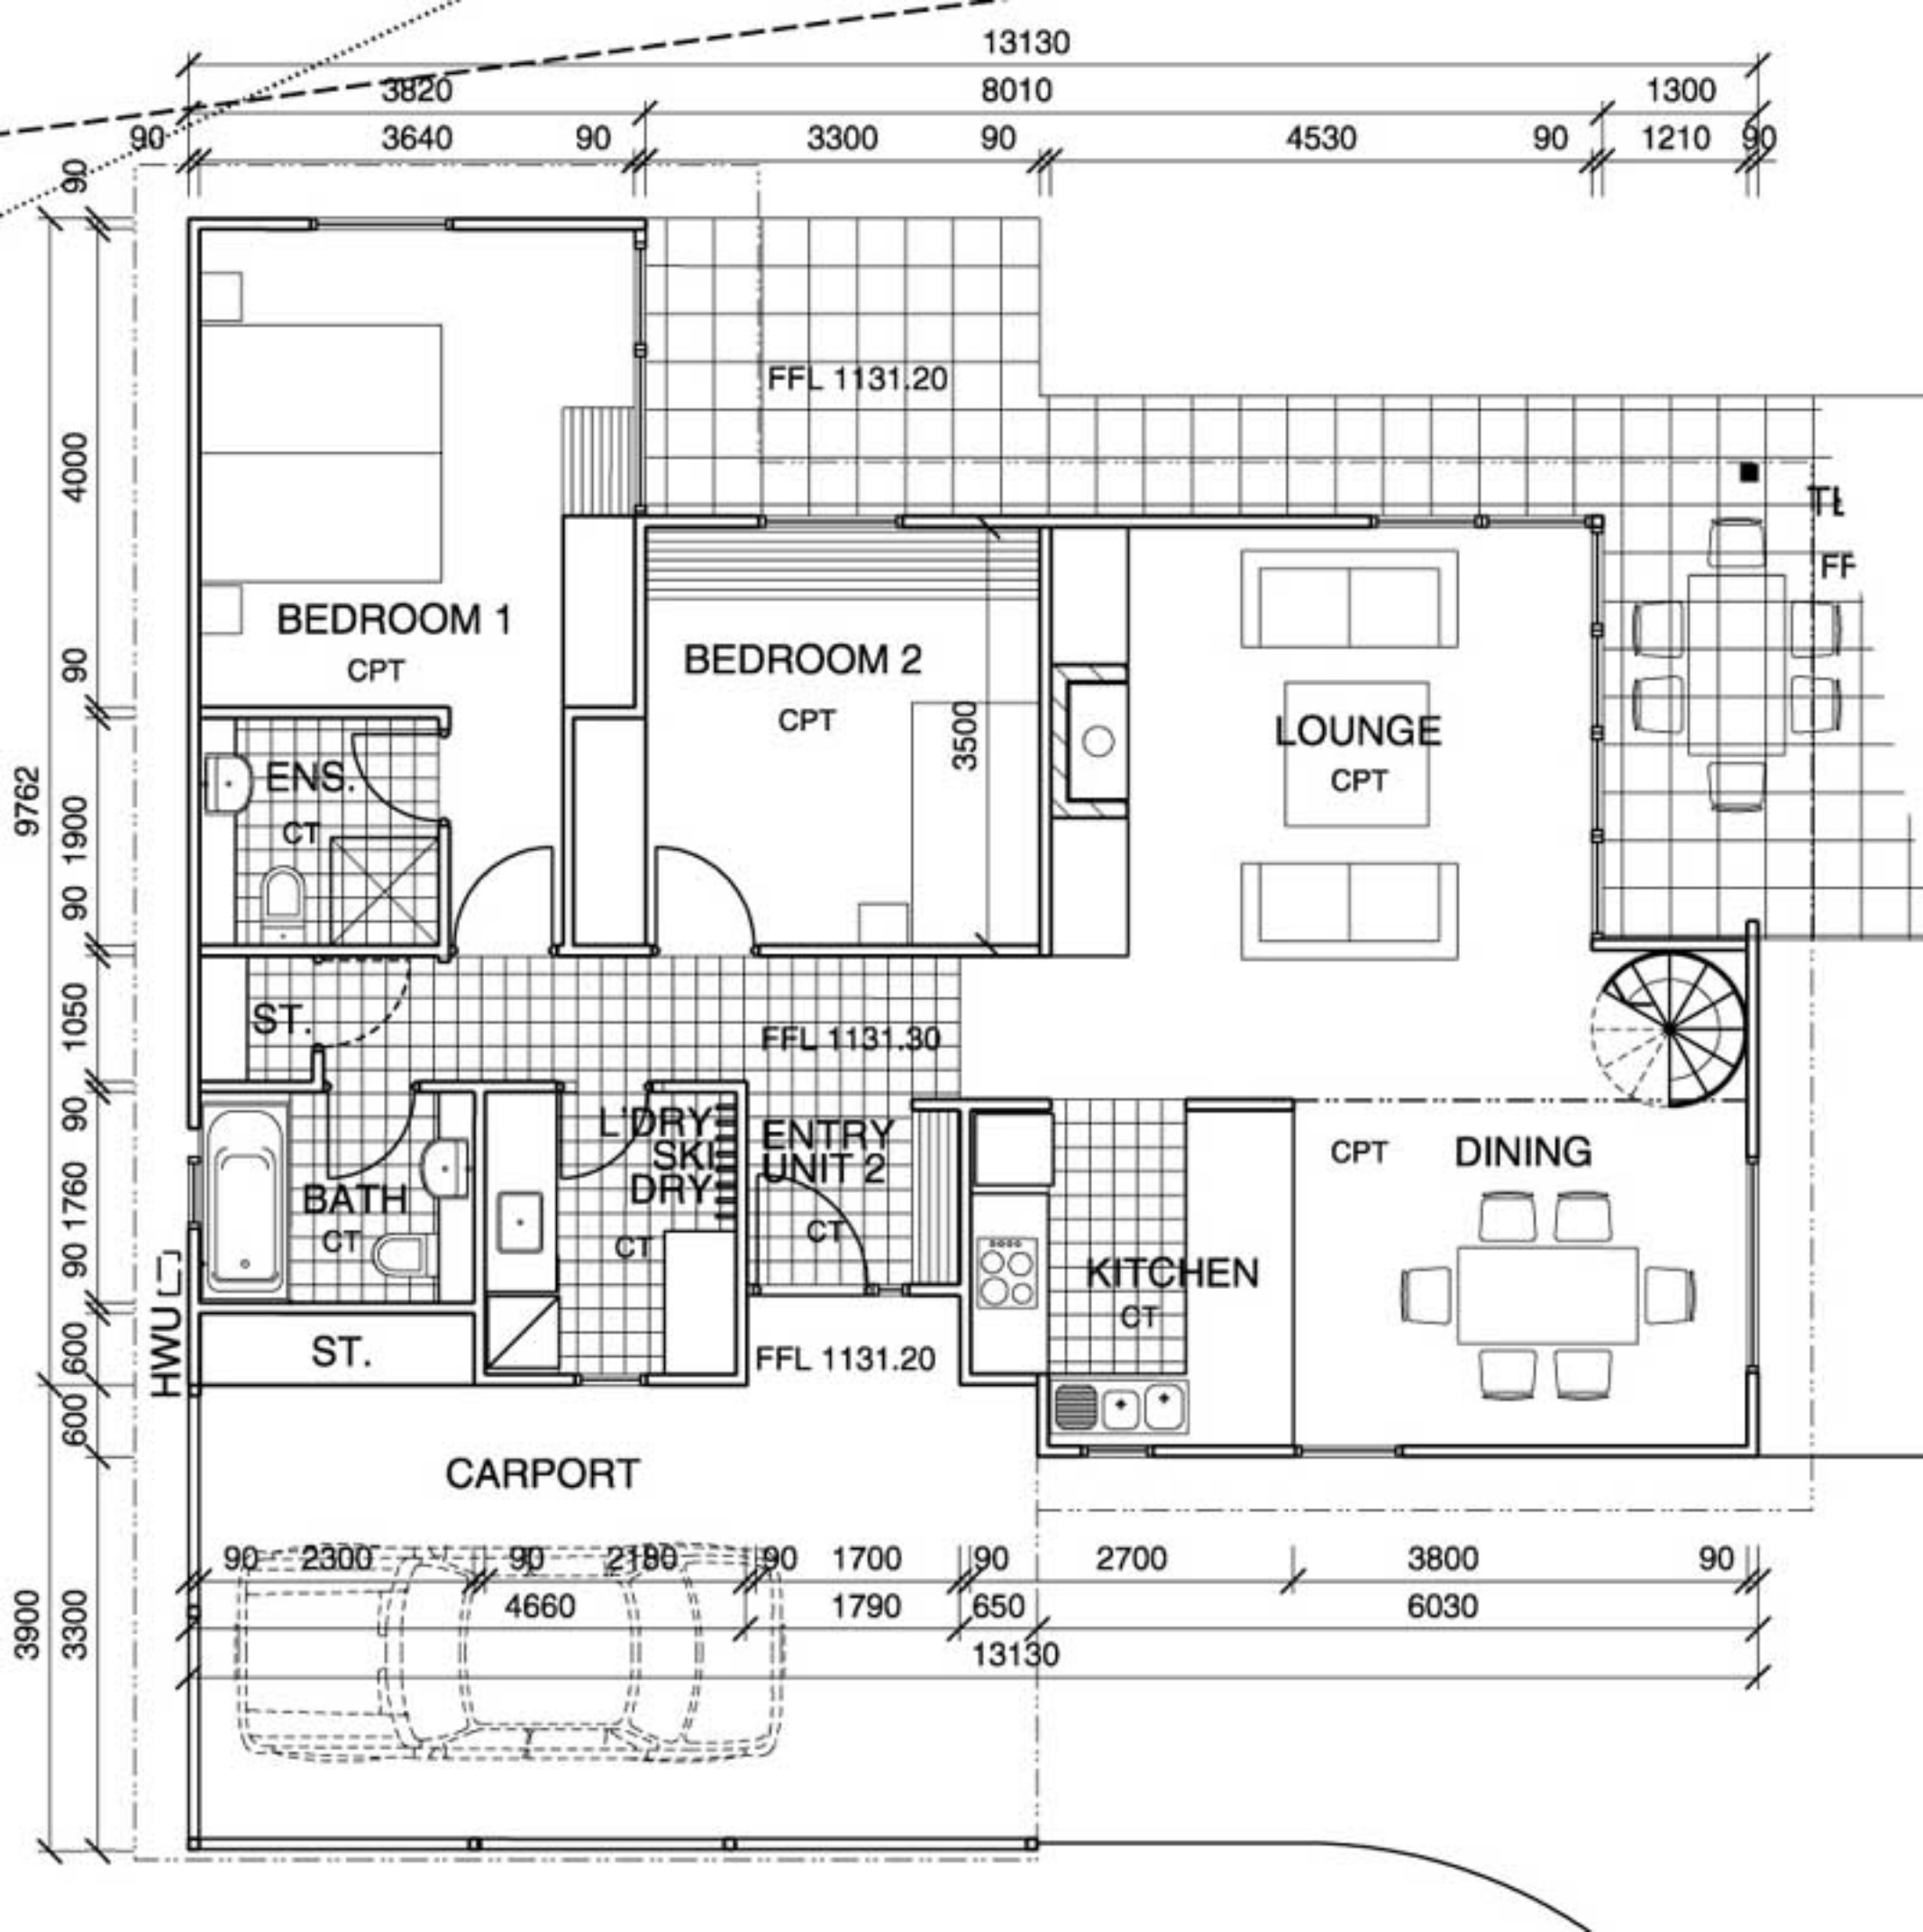 13130
3820 8010 1300
90 3640 90 3300 90 4530 90 1210 90
90
4000
90
1900
90
1050
90
1760
90
600
600
3300
9762
3900
FFL 1131.20
BEDROOM 1
CPT
BEDROOM 2
CPT
3500
LOUNGE
CPT
FF
ENS.
CT
ST.
FFL 1131.30
L'DRY
SKI
DRY
CT
ENTRY
UNIT 2
CT
BATH
CT
HWU
ST.
FFL 1131.20
KITCHEN
CT
CPT DINING
CARPORT
90 2300 90 2180 90 1700 90 2700 3800 90
4660 1790 650 6030
13130